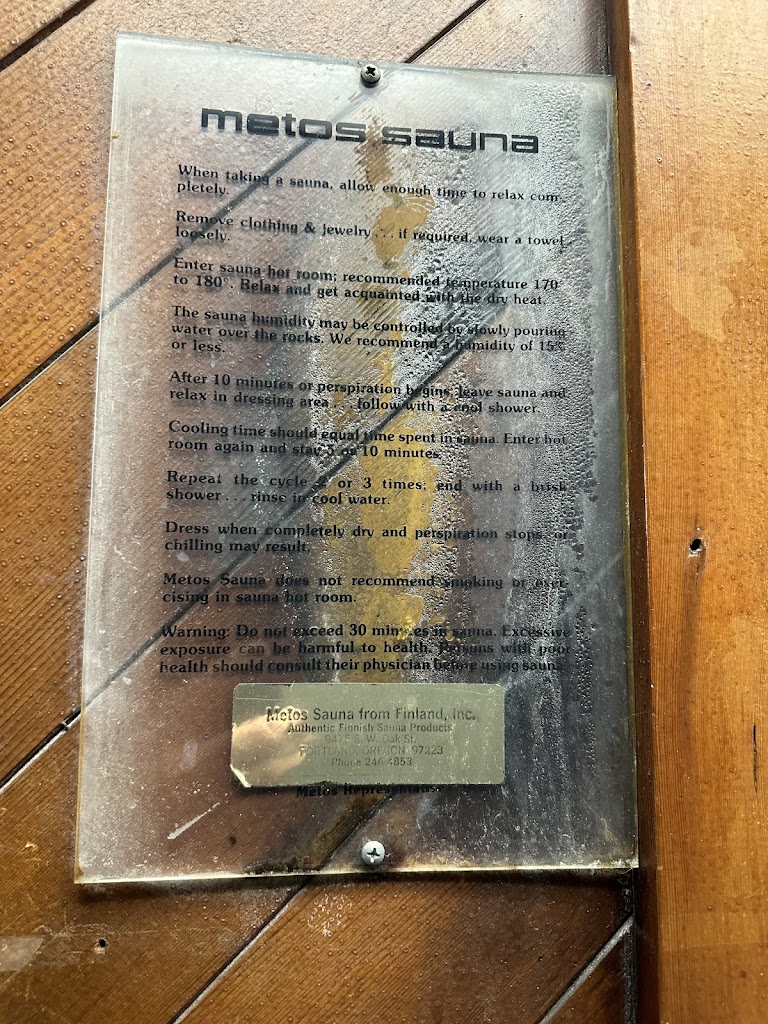 metos sauna
When taking a sauna, allow enough time to relax com-
pletely.
Remove clothing & jewelry . . . if required, wear a towel
loosely.
Enter sauna hot room; recommended temperature 170
to 180°. Relax and get acquainted with the dry heat.
The sauna humidity may be controlled by slowly pouring
water over the rocks. We recommend a humidity of 15%
or less.
After 10 minutes or perspiration begins, leave sauna and
relax in dressing area . . . follow with a cool shower.
Cooling time should equal time spent in sauna. Enter hot
room again and stay 5 or 10 minutes.
Repeat the cycle 2 or 3 times; end with a brisk
shower . . . rinse in cool water.
Dress when completely dry and perspiration stops, or
chilling may result.
Metos Sauna does not recommend smoking or exer-
cising in sauna hot room.
Warning: Do not exceed 30 minutes in sauna. Excessive
exposure can be harmful to health. Persons with poor
health should consult their physician before using sauna.
Metos Sauna from Finland, Inc.
Authentic Finnish Sauna Products
W. Oak St.
PORTLAND, OREGON 97223
Phone 246-4853
Metos Representative